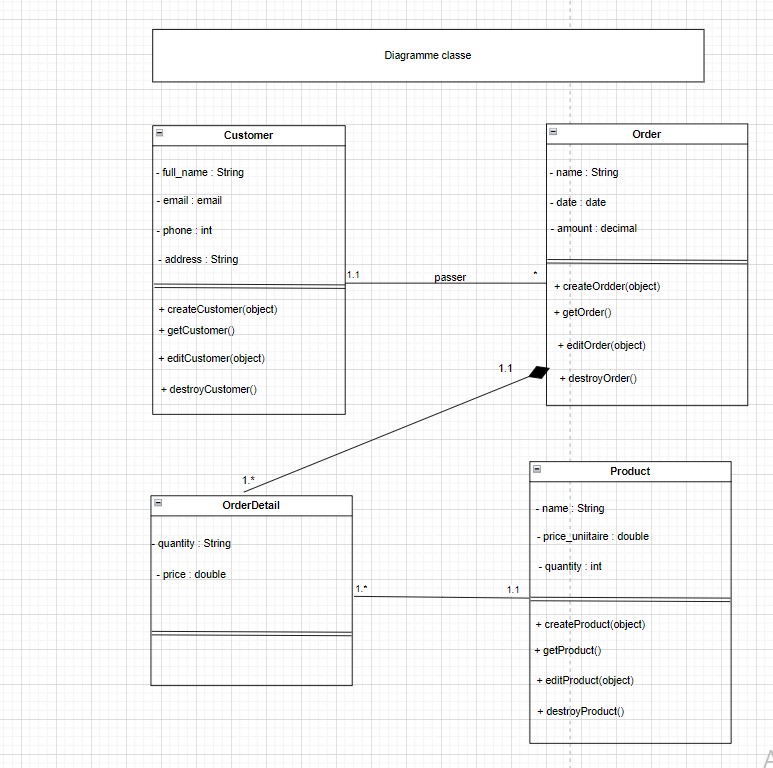 Diagramme classe
Customer
- full_name : String
- email : email
- phone : int
- address : String
+ createCustomer(object)
+ getCustomer()
+ editCustomer(object)
+ destroyCustomer()
1.1
passer
*
Order
- name : String
- date : date
- amount : decimal
+ createOrdder(object)
+ getOrder()
+ editOrder(object)
+ destroyOrder()
1.1
1.*
OrderDetail
- quantity : String
- price : double
1.*
1.1
Product
- name : String
- price_uniitaire : double
- quantity : int
+ createProduct(object)
+ getProduct()
+ editProduct(object)
+ destroyProduct()